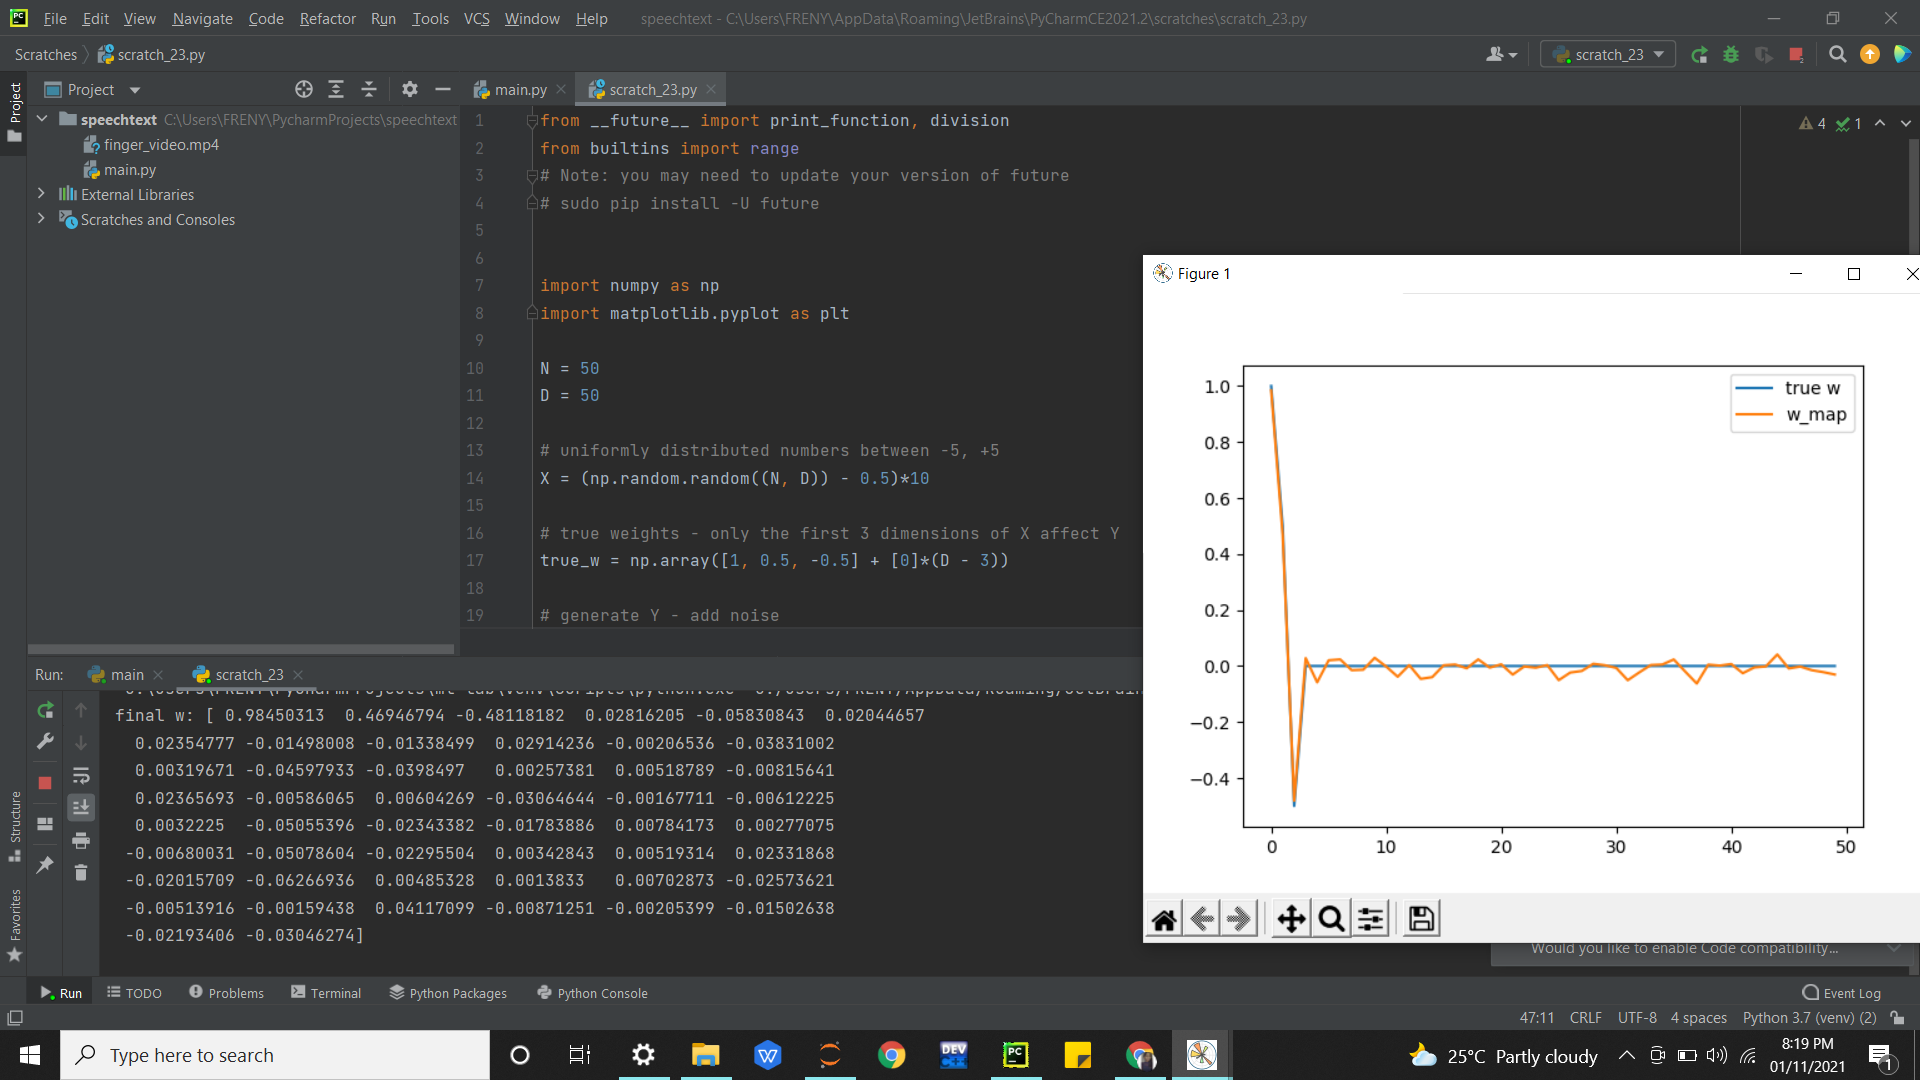 File Edit View Navigate Code Refactor Run Tools VCS Window Help speechtext - C:\Users\FRENY\AppData\Roaming\JetBrains\PyCharmCE2021.2\scratches\scratch_23.py
Scratches scratch_23.py
scratch_23
Project
Project
main.py
scratch_23.py
speechtext C:\Users\FRENY\PycharmProjects\speechtext
finger_video.mp4
main.py
External Libraries
Scratches and Consoles
4 1
1 from __future__ import print_function, division
2 from builtins import range
3 # Note: you may need to update your version of future
4 # sudo pip install -U future
5
6
7 import numpy as np
8 import matplotlib.pyplot as plt
9
10 N = 50
11 D = 50
12
13 # uniformly distributed numbers between -5, +5
14 X = (np.random.random((N, D)) - 0.5)*10
15
16 # true weights - only the first 3 dimensions of X affect Y
17 true_w = np.array([1, 0.5, -0.5] + [0]*(D - 3))
18
19 # generate Y - add noise
Figure 1
true w
w_map
1.0
0.8
0.6
0.4
0.2
0.0
−0.2
−0.4
0 10 20 30 40 50
Run: main scratch_23
final w: [ 0.98450313 0.46946794 -0.48118182 0.02816205 -0.05830843 0.02044657
0.02354777 -0.01498008 -0.01338499 0.02914236 -0.00206536 -0.03831002
0.00319671 -0.04597933 -0.0398497 0.00257381 0.00518789 -0.00815641
0.02365693 -0.00586065 0.00604269 -0.03064644 -0.00167711 -0.00612225
0.0032225 -0.05055396 -0.02343382 -0.01783886 0.00784173 0.00277075
-0.00680031 -0.05078604 -0.02295504 0.00342843 0.00519314 0.02331868
-0.02015709 -0.06266936 0.00485328 0.0013833 0.00702873 -0.02573621
-0.00513916 -0.00159438 0.04117099 -0.00871251 -0.00205399 -0.01502638
-0.02193406 -0.03046274]
Structure
Favorites
Would you like to enable Code compatibility...
Run TODO Problems Terminal Python Packages Python Console Event Log
47:11 CRLF UTF-8 4 spaces Python 3.7 (venv) (2)
Type here to search
DEV
PC
25°C Partly cloudy
8:19 PM
01/11/2021
1